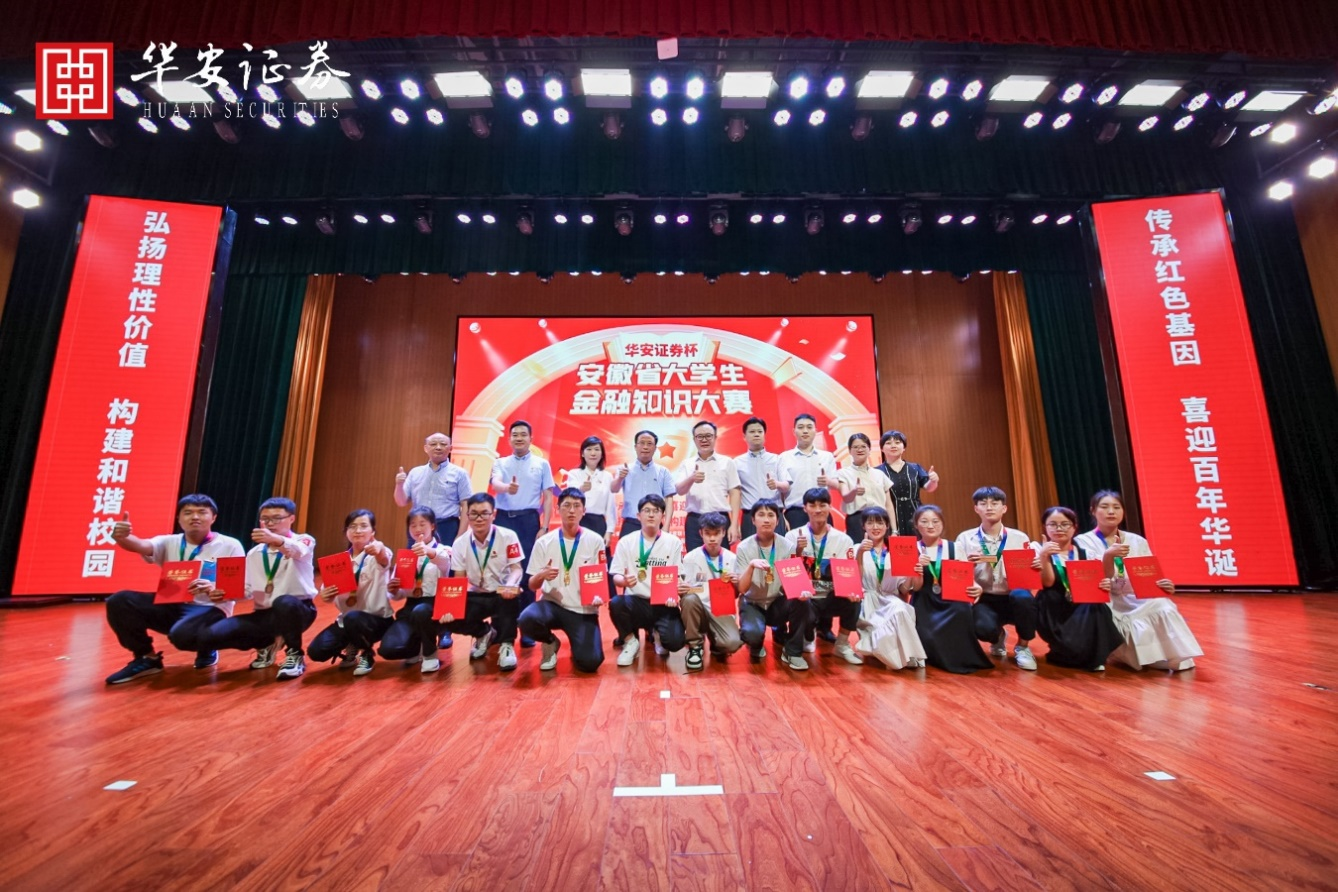 华安证券
HUAAN SECURITIES
弘扬理性价值 构建和谐校园
华安证券杯
安徽省大学生
金融知识大赛
传承红色基因 喜迎百年华诞